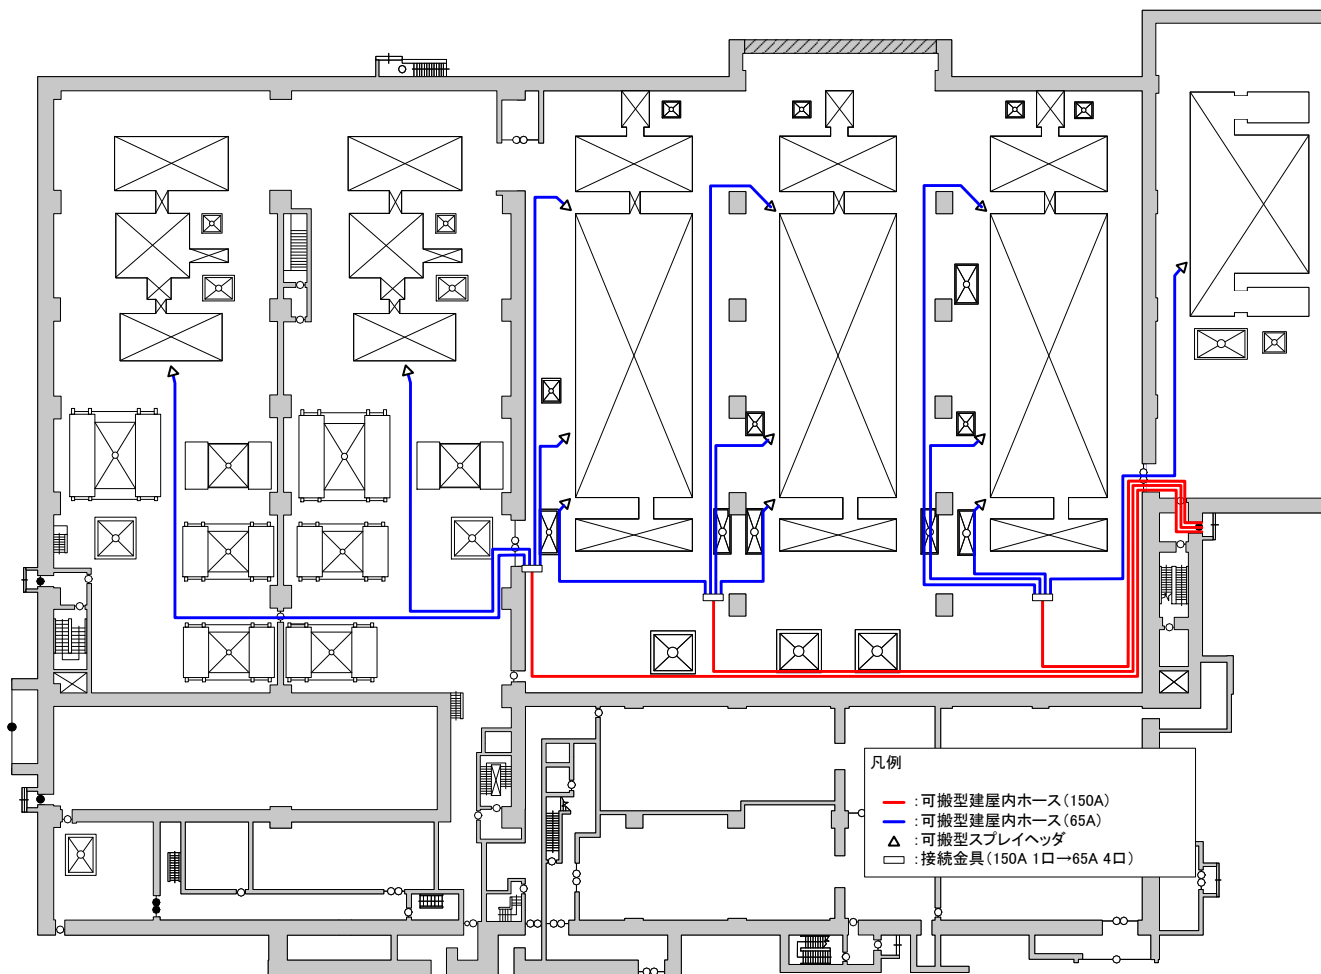 凡例
：可搬型建屋内ホース（150A）
：可搬型建屋内ホース（65A）
：可搬型スプレイヘッダ
：接続金具（150A 1口→65A 4口）